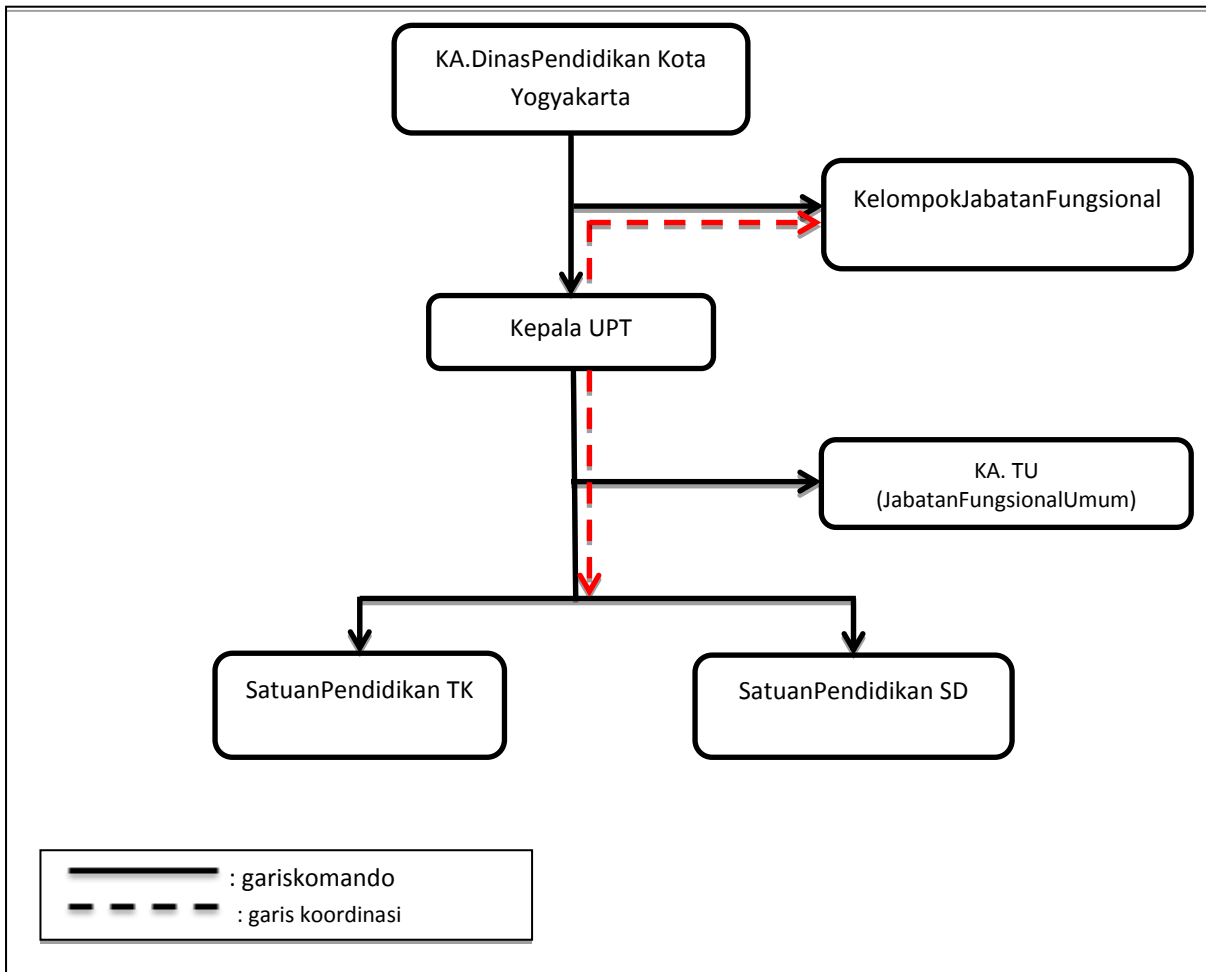 KA.DinasPendidikan Kota
Yogyakarta
KelompokJabatanFungsional
Kepala UPT
KA. TU
(JabatanFungsionalUmum)
SatuanPendidikan TK
SatuanPendidikan SD
: gariskomando
: garis koordinasi